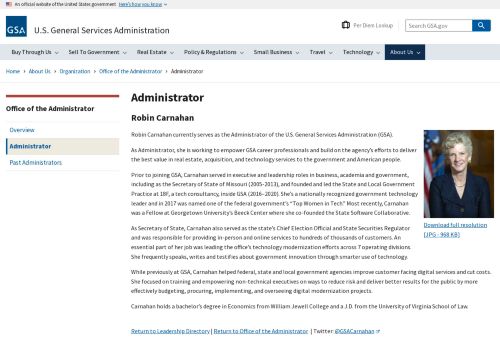 An official website of the United States government Here's how you know
GSA U.S. General Services Administration
Per Diem Lookup
Search GSA.gov
Buy Through Us Sell To Government Real Estate Policy & Regulations Small Business Travel Technology About Us
Home › About Us › Organization › Office of the Administrator › Administrator
Office of the Administrator
Overview
Administrator
Past Administrators
Administrator
Robin Carnahan
Robin Carnahan currently serves as the Administrator of the U.S. General Services Administration (GSA).
As Administrator, she is working to empower GSA career professionals and build on the agency's efforts to deliver
the best value in real estate, acquisition, and technology services to the government and American people.
Prior to joining GSA, Carnahan served in executive and leadership roles in business, academia and government,
including as the Secretary of State of Missouri (2005-2013), and founded and led the State and Local Government
Practice at 18F, a tech consultancy, inside GSA (2016-2020). She's a nationally recognized government technology
leader and in 2017 was named one of the federal government's "Top Women in Tech" Most recently, Carnahan
was a Fellow at Georgetown University's Beeck Center where she co-founded the State Software Collaborative.
As Secretary of State, Carnahan also served as the state's Chief Election Official and State Securities Regulator
and was responsible for providing in-person and online services to hundreds of thousands of customers. An
essential part of her job was leading the office's technology modernization efforts across 7 operating divisions.
She frequently speaks, writes and testifies about government innovation through smarter use of technology.
While previously at GSA, Carnahan helped federal, state and local government agencies improve customer facing digital services and cut costs.
She focused on training and empowering non-technical executives on ways to reduce risk and deliver better results for the public by more
effectively budgeting, procuring, implementing, and overseeing digital modernization projects.
Carnahan holds a bachelor's degree in Economics from William Jewell College and a J.D. from the University of Virginia School of Law.
Download full resolution
[JPG - 969 KB]
Return to Leadership Directory | Return to Office of the Administrator | Twitter: @GSACarnahan